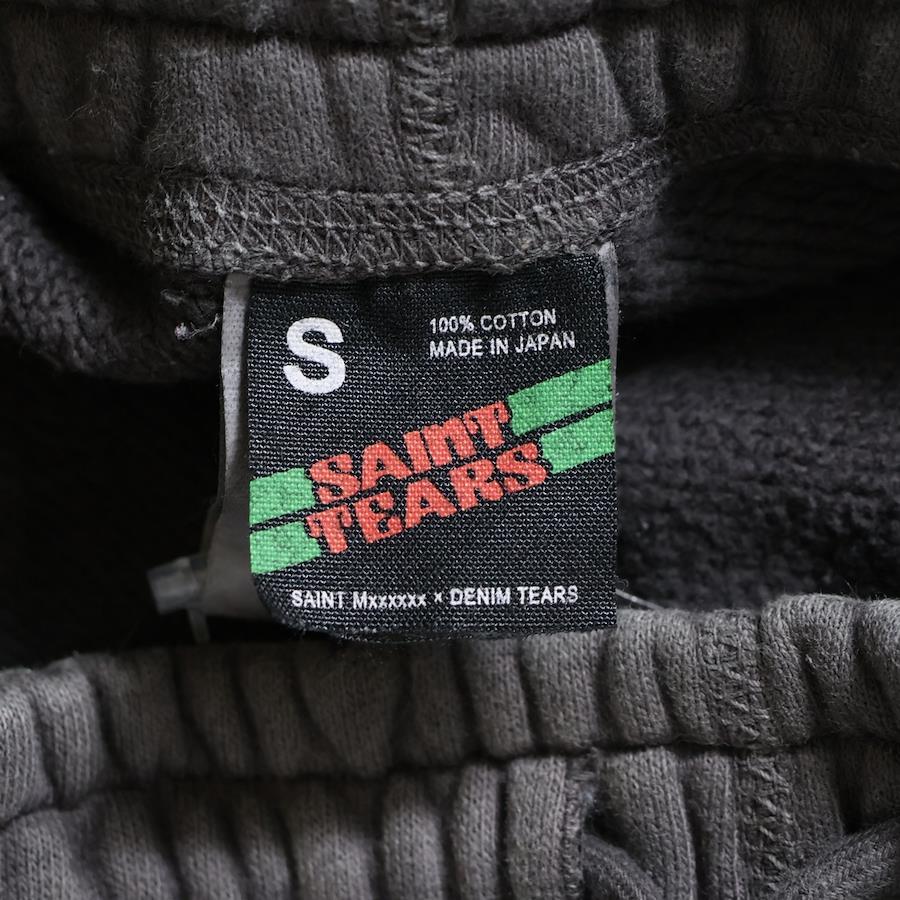 S
100% COTTON
MADE IN JAPAN
SAINT
TEARS
SAINT Mxxxxxx × DENIM TEARS